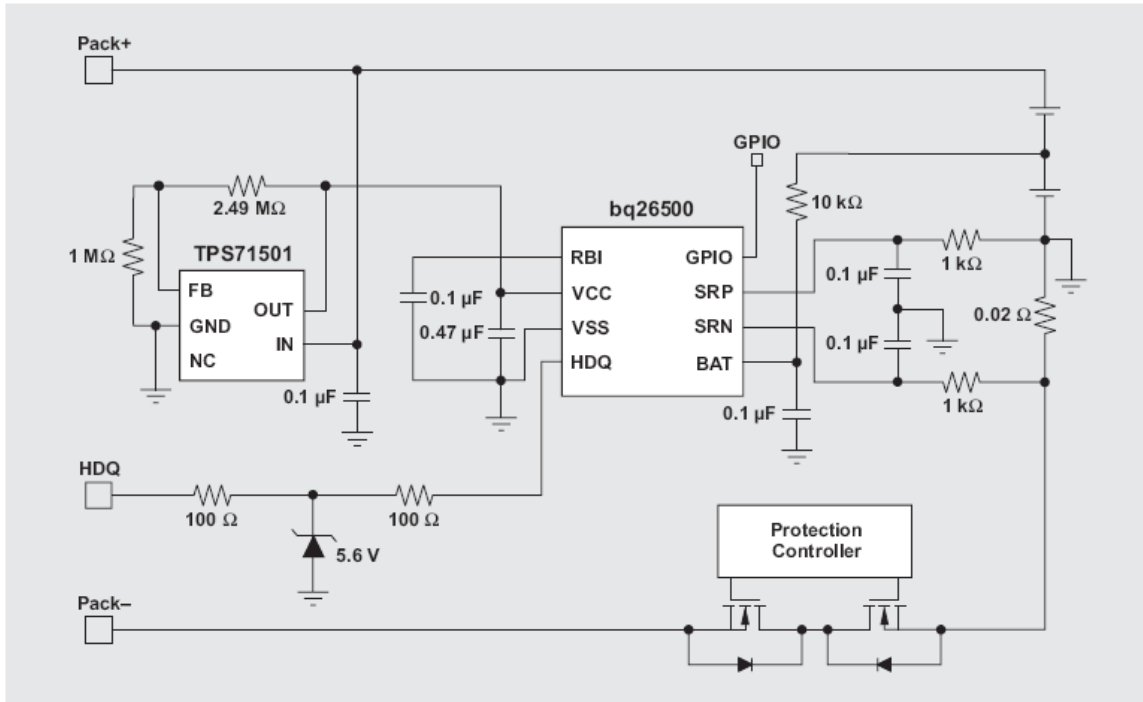 Pack+
GPIO
10 kΩ
bq26500
2.49 MΩ
TPS71501
1 MΩ
FB
GND
NC
OUT
IN
0.1 µF
RBI
VCC
VSS
HDQ
GPIO
SRP
SRN
BAT
0.1 µF
0.47 µF
0.1 µF
0.1 µF
0.1 µF
1 kΩ
1 kΩ
0.02 Ω
HDQ
100 Ω
100 Ω
5.6 V
Protection
Controller
Pack–